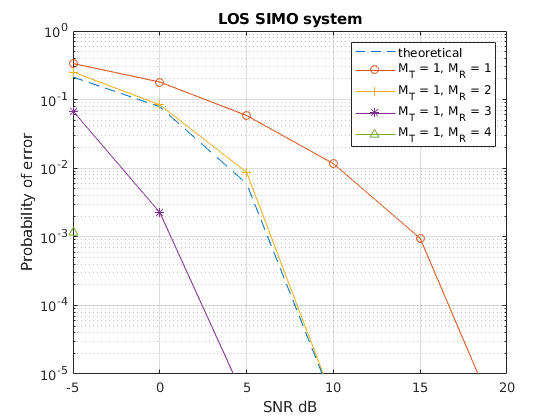 LOS SIMO system
10^0
10^-1
10^-2
10^-3
10^-4
10^-5
Probability of error
-5 0 5 10 15 20
SNR dB
theoretical
M_T = 1, M_R = 1
M_T = 1, M_R = 2
M_T = 1, M_R = 3
M_T = 1, M_R = 4